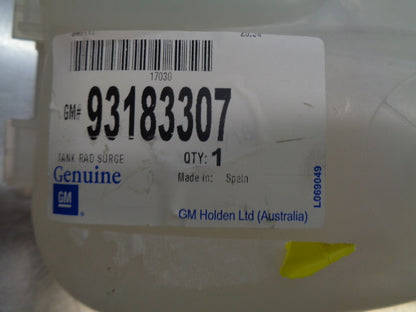 17030
GM# 93183307
TANK RAD SURGE QTY: 1
Genuine Made in: Spain
GM
®
GM Holden Ltd (Australia)
L069049